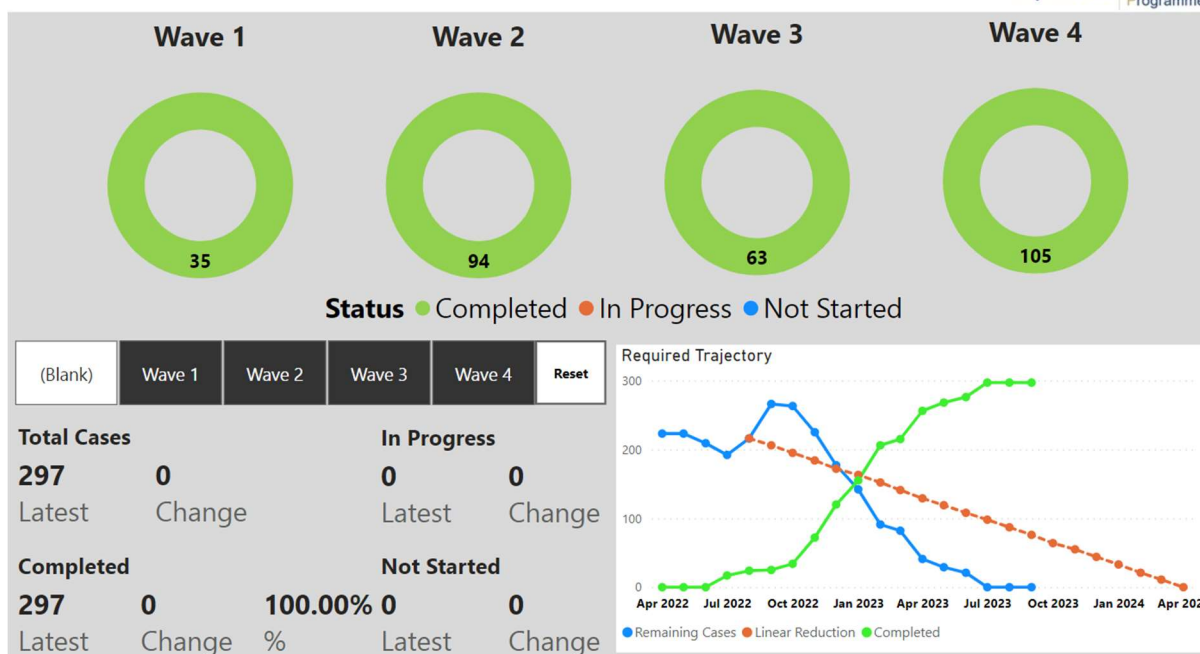 Programme
Wave 1
Wave 2
Wave 3
Wave 4
35
94
63
105
Status Completed In Progress Not Started
(Blank)
Wave 1
Wave 2
Wave 3
Wave 4
Reset
Total Cases
297 0
Latest Change
In Progress
0 0
Latest Change
Completed
297 0 100.00%
Latest Change %
Not Started
0 0
Latest Change
Required Trajectory
300
200
100
0
Apr 2022 Jul 2022 Oct 2022 Jan 2023 Apr 2023 Jul 2023 Oct 2023 Jan 2024 Apr 202
Remaining Cases Linear Reduction Completed